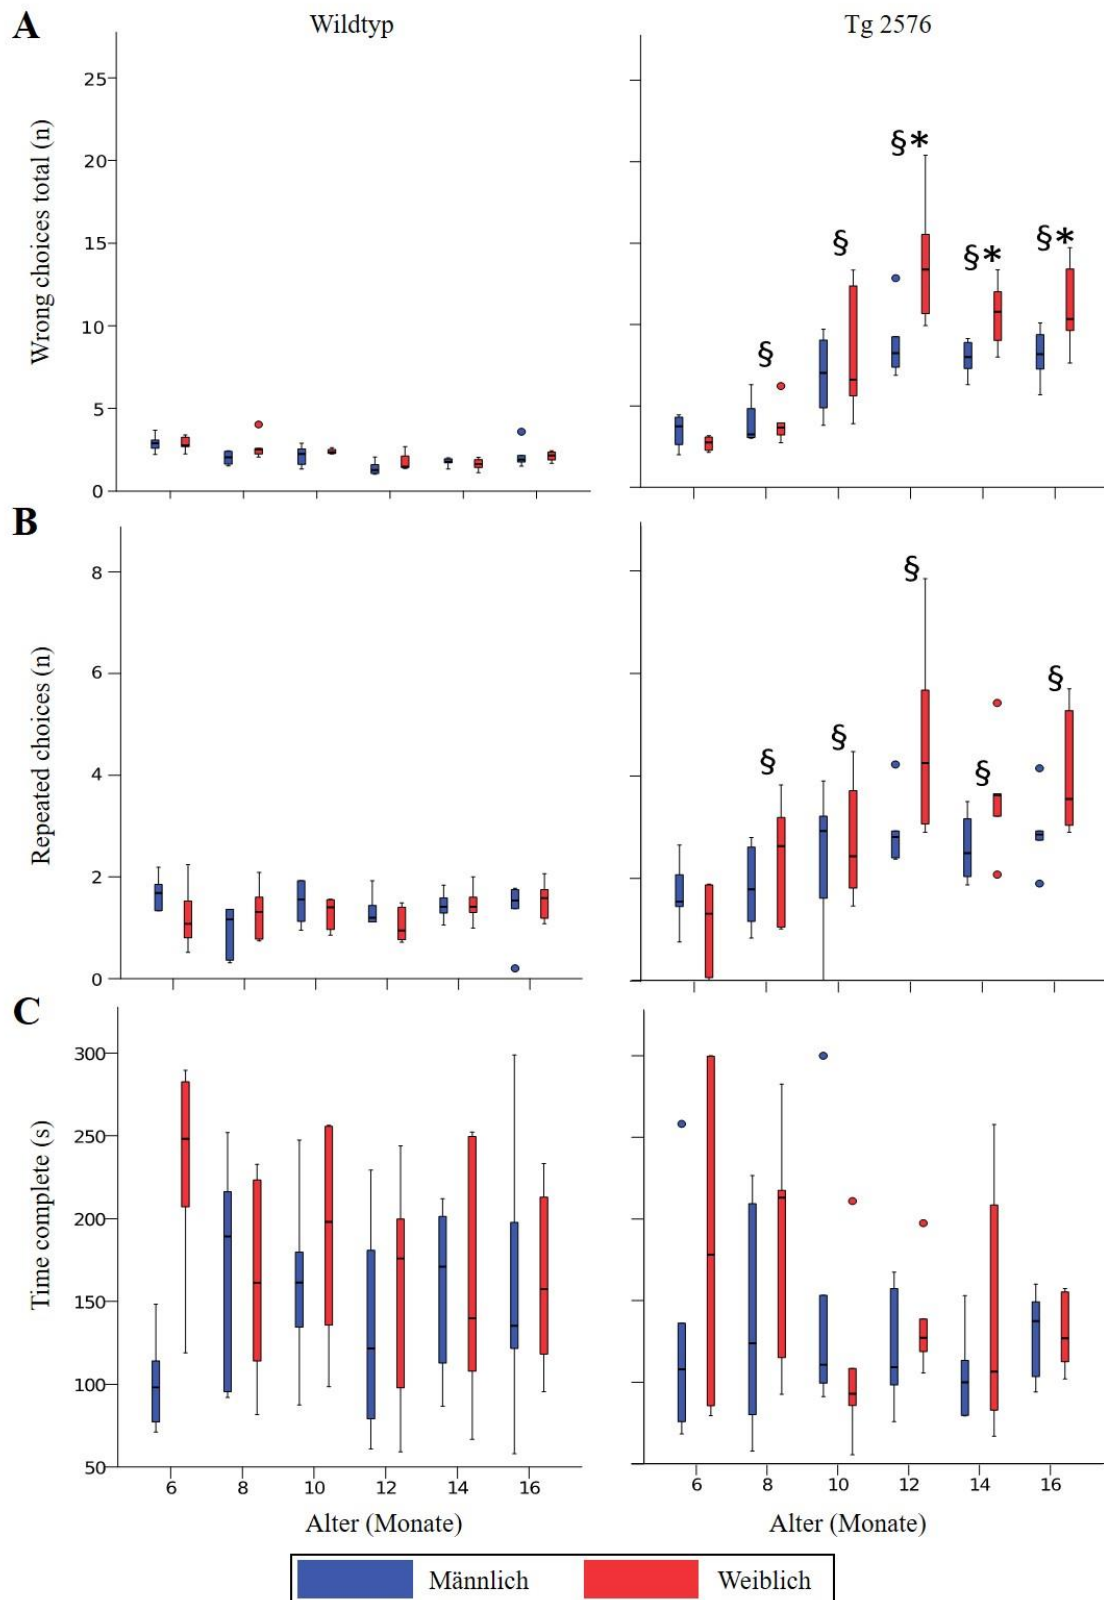 A
Wildtyp
Tg 2576
Wrong choices total (n)
25
20
15
10
5
0
§
§
§*
§*
§*
B
Repeated choices (n)
8
6
4
2
0
§
§
§
§
§
C
Time complete (s)
300
250
200
150
100
50
6 8 10 12 14 16
6 8 10 12 14 16
Alter (Monate)
Alter (Monate)
Männlich
Weiblich